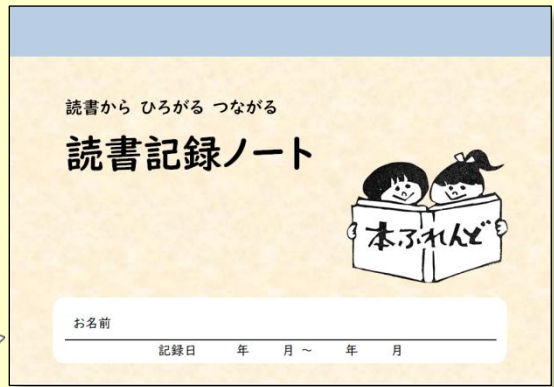 読書から ひろがる つながる
読書記録ノート
本ふれんど
お名前
記録日 年 月 ～ 年 月